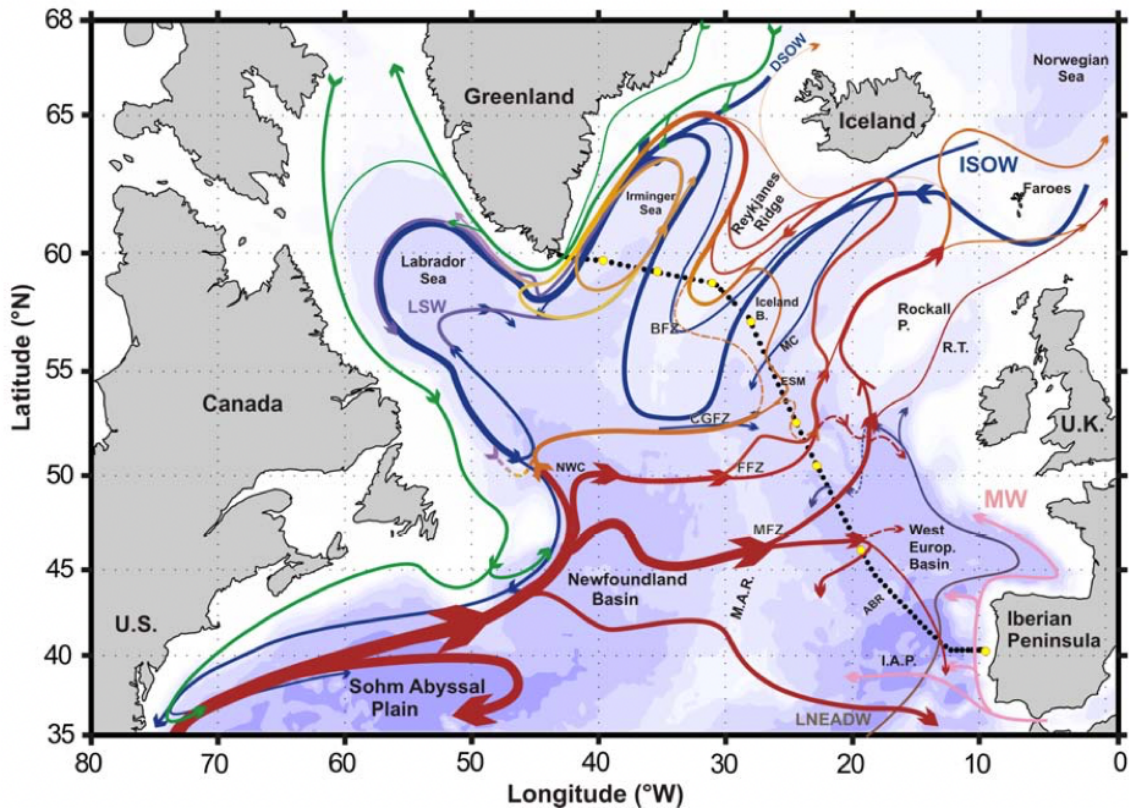 68
65
60
55
50
45
40
35
Latitude (°N)
80
70
60
50
40
30
20
10
0
Longitude (°W)
Greenland
DSOW
Iceland
Norwegian
Sea
ISOW
Faroes
Irminger
Sea
Reykjanes
Ridge
Labrador
Sea
LSW
Iceland
B.
BFZ
MC
Rockall
P.
R.T.
ESM
CGFZ
Canada
U.K.
NWC
FFZ
MFZ
MW
West
Europ.
Basin
Newfoundland
Basin
M.A.R.
ABR
U.S.
Iberian
Peninsula
I.A.P.
Sohm Abyssal
Plain
LNEADW